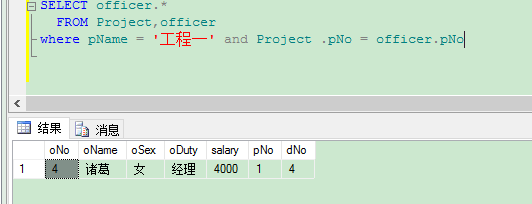 SELECT officer.*
FROM Project,officer
where pName = '工程一' and Project .pNo = officer.pNo
结果 消息
oNo oName oSex oDuty salary pNo dNo
1 4 诸葛 女 经理 4000 1 4